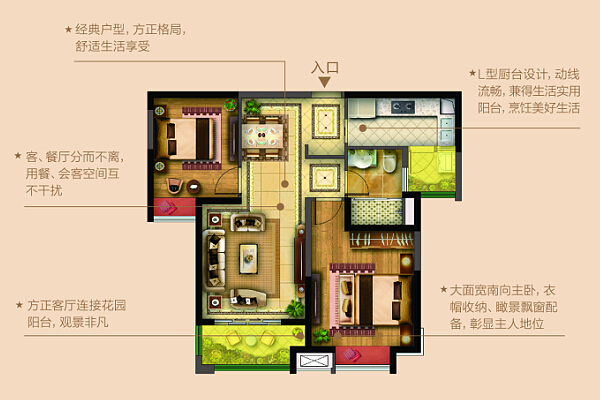 ★经典户型，方正格局，
舒适生活享受
入口
★L型厨台设计，动线
流畅，兼得生活实用
阳台，烹饪美好生活
★客、餐厅分而不离，
用餐、会客空间互
不干扰
★方正客厅连接花园
阳台，观景非凡
★大面宽南向主卧，衣
帽收纳、瞰景飘窗配
备，彰显主人地位